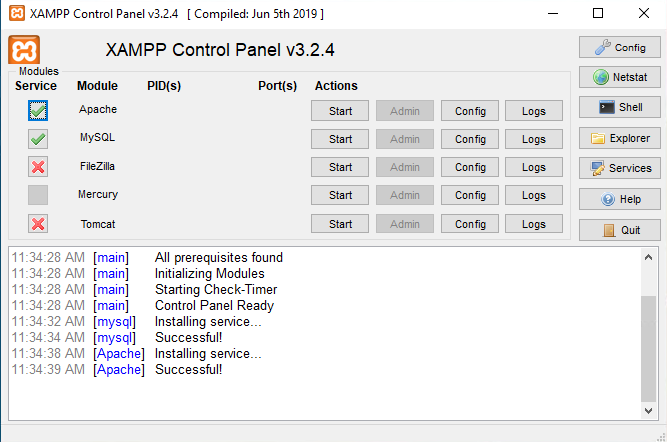 XAMPP Control Panel v3.2.4 [ Compiled: Jun 5th 2019 ]
XAMPP Control Panel v3.2.4
Config
Modules
Service Module PID(s) Port(s) Actions
Netstat
Apache Start Admin Config Logs
Shell
MySQL Start Admin Config Logs
Explorer
FileZilla Start Admin Config Logs
Services
Mercury Start Admin Config Logs
Help
Tomcat Start Admin Config Logs
Quit
11:34:28 AM [main] All prerequisites found
11:34:28 AM [main] Initializing Modules
11:34:28 AM [main] Starting Check-Timer
11:34:28 AM [main] Control Panel Ready
11:34:32 AM [mysql] Installing service...
11:34:34 AM [mysql] Successful!
11:34:38 AM [Apache] Installing service...
11:34:39 AM [Apache] Successful!